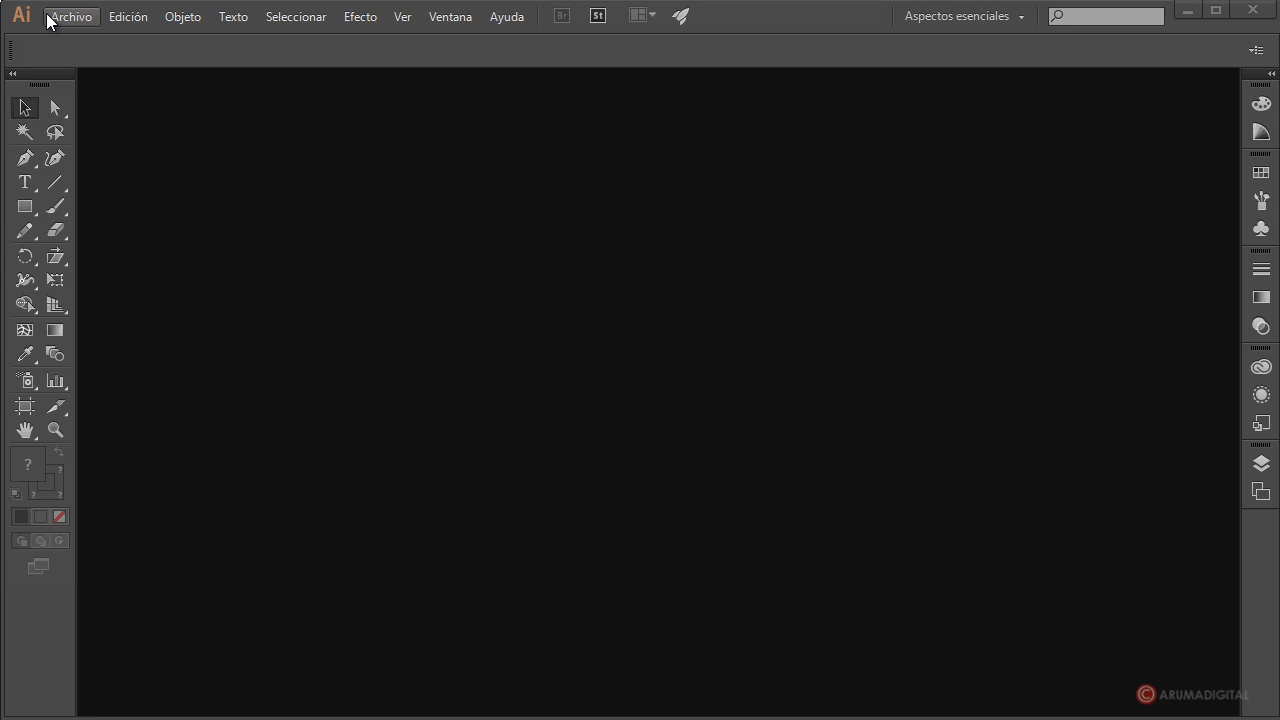 Ai Archivo Edición Objeto Texto Seleccionar Efecto Ver Ventana Ayuda Br St Aspectos esenciales
T
?
?
? ?
© ARUMADIGITAL